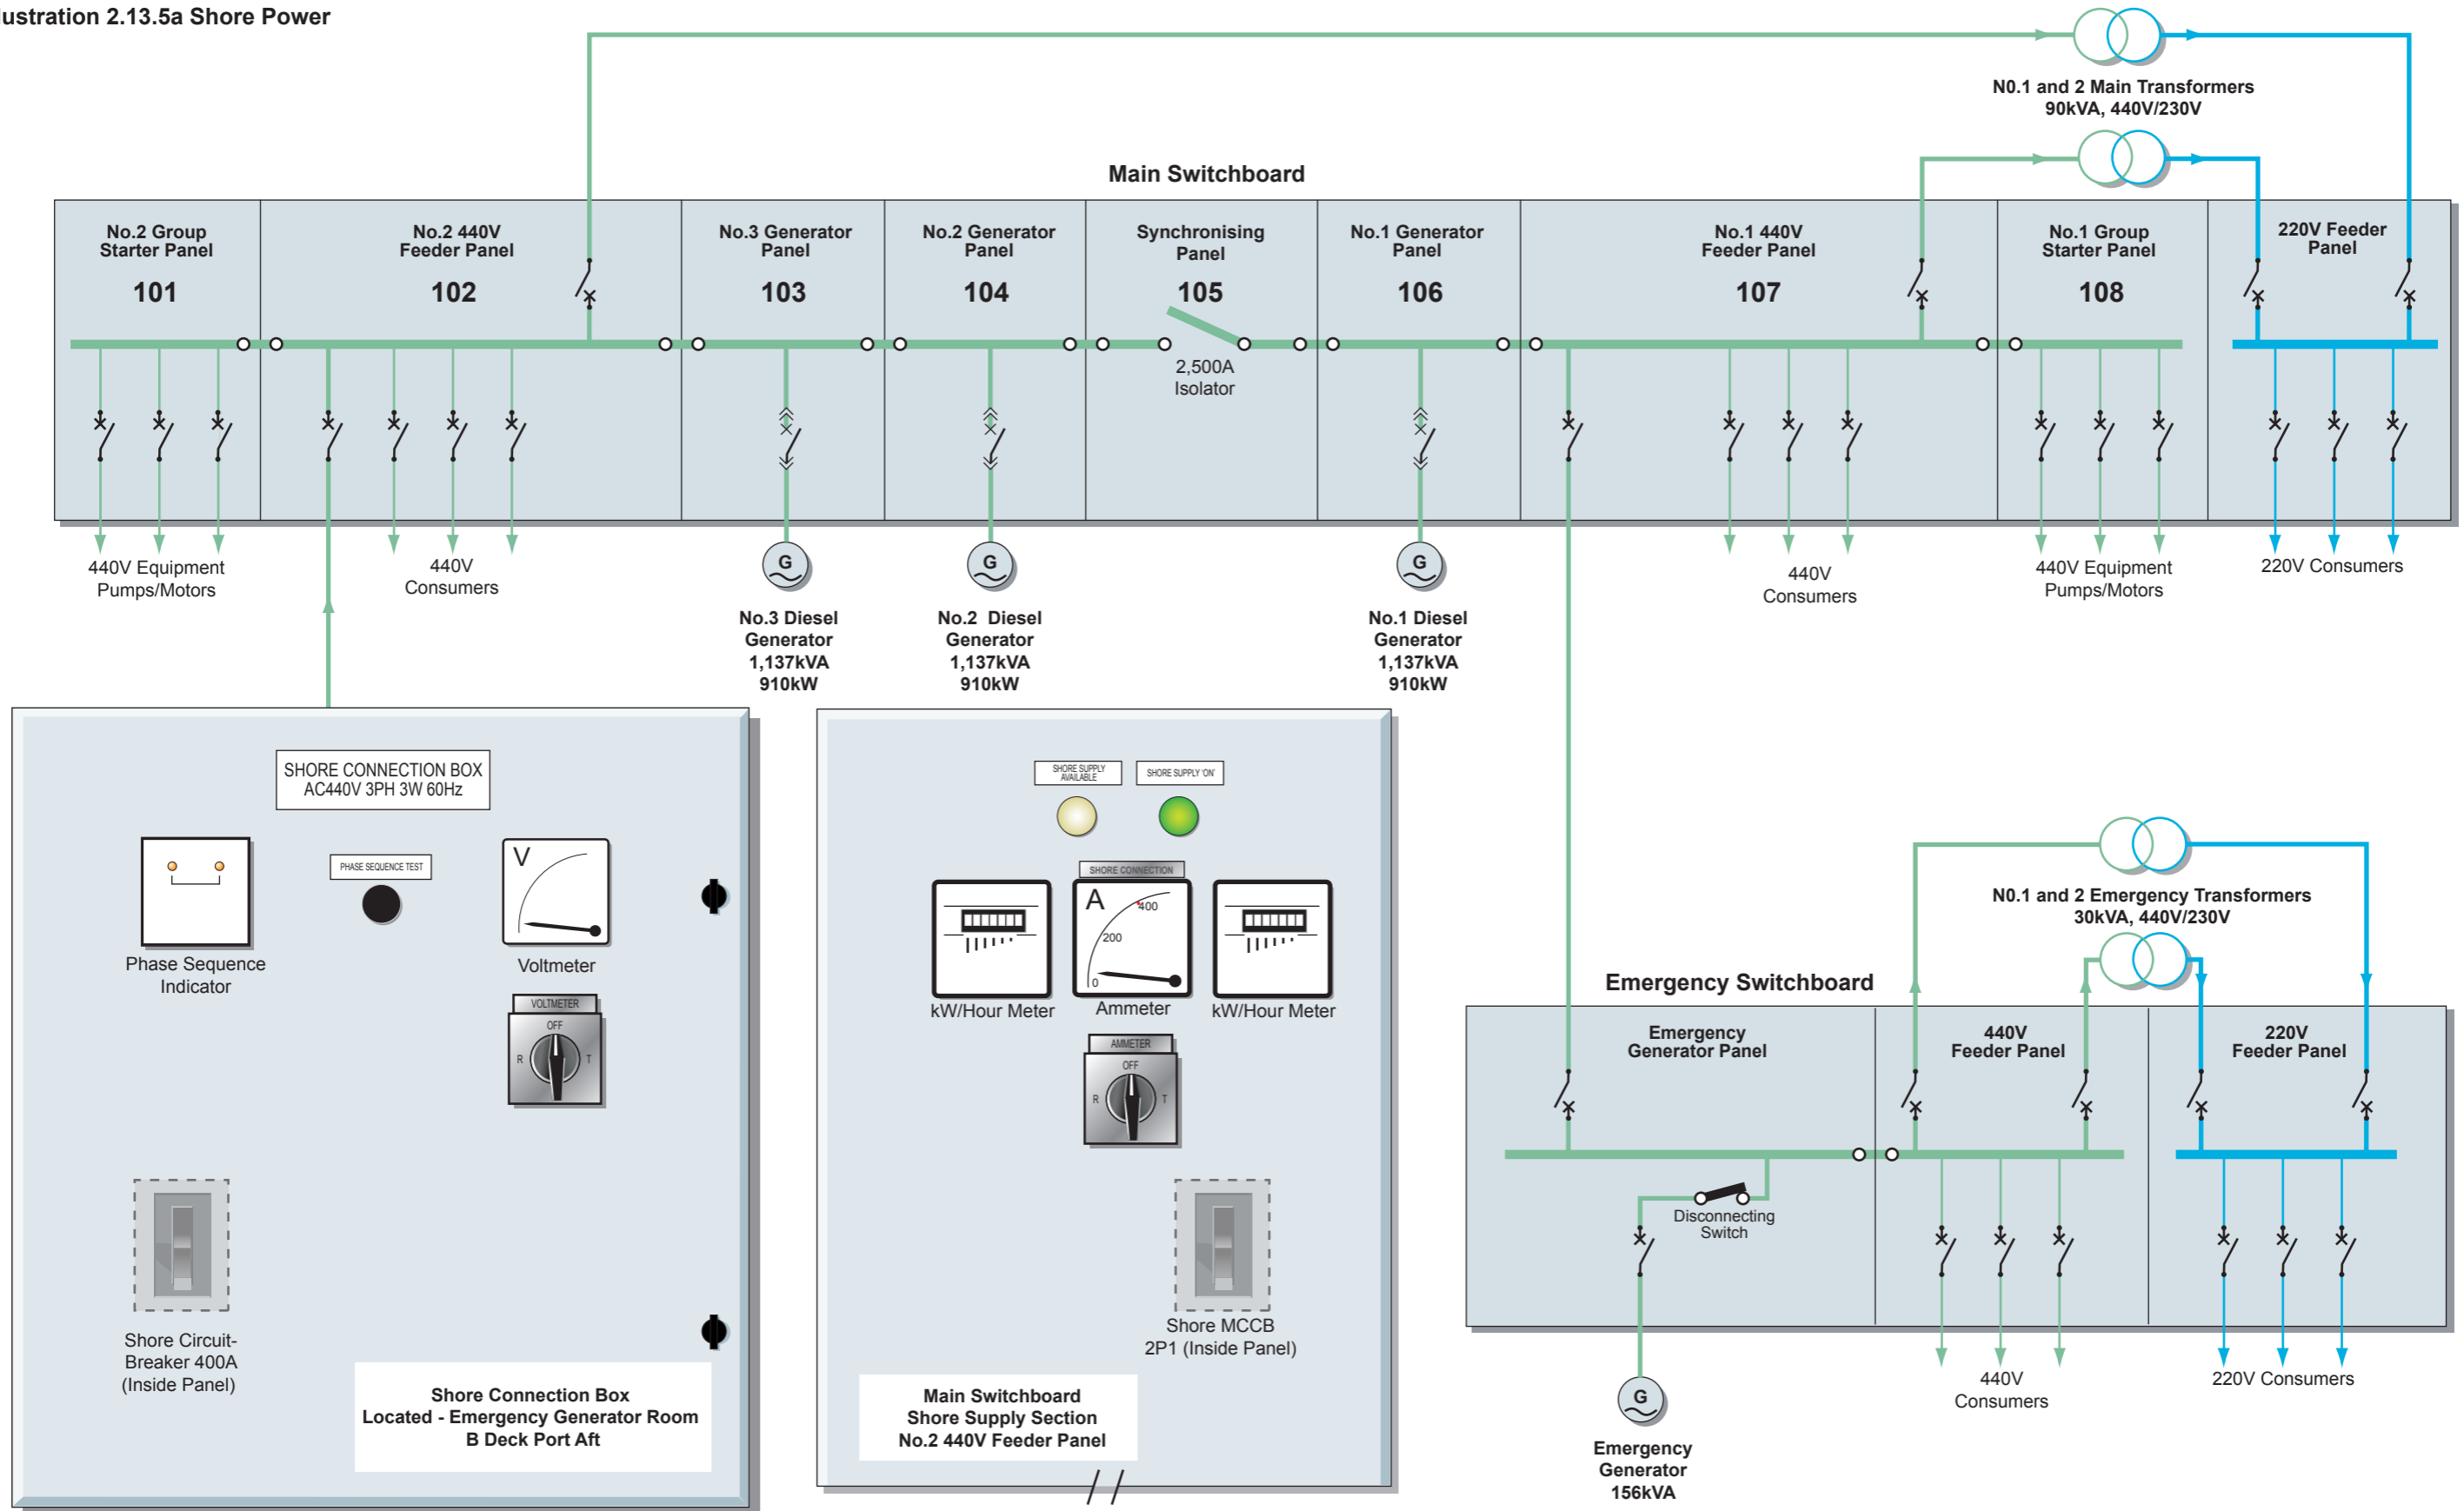 lustration 2.13.5a Shore Power
N0.1 and 2 Main Transformers
90kVA, 440V/230V
Main Switchboard
No.2 Group
Starter Panel
101
No.2 440V
Feeder Panel
102
No.3 Generator
Panel
103
No.2 Generator
Panel
104
Synchronising
Panel
105
2,500A
Isolator
No.1 Generator
Panel
106
No.1 440V
Feeder Panel
107
No.1 Group
Starter Panel
108
220V Feeder
Panel
440V Equipment
Pumps/Motors
440V
Consumers
G
No.3 Diesel
Generator
1,137kVA
910kW
G
No.2 Diesel
Generator
1,137kVA
910kW
G
No.1 Diesel
Generator
1,137kVA
910kW
440V
Consumers
440V Equipment
Pumps/Motors
220V Consumers
SHORE CONNECTION BOX
AC440V 3PH 3W 60Hz
PHASE SEQUENCE TEST
V
Phase Sequence
Indicator
Voltmeter
VOLTMETER
OFF
R
T
Shore Circuit-
Breaker 400A
(Inside Panel)
Shore Connection Box
Located - Emergency Generator Room
B Deck Port Aft
SHORE SUPPLY
AVAILABLE
SHORE SUPPLY 'ON'
SHORE CONNECTION
A
400
200
0
kW/Hour Meter
Ammeter
kW/Hour Meter
AMMETER
OFF
R
T
Shore MCCB
2P1 (Inside Panel)
Main Switchboard
Shore Supply Section
No.2 440V Feeder Panel
N0.1 and 2 Emergency Transformers
30kVA, 440V/230V
Emergency Switchboard
Emergency
Generator Panel
440V
Feeder Panel
220V
Feeder Panel
Disconnecting
Switch
G
Emergency
Generator
156kVA
440V
Consumers
220V Consumers